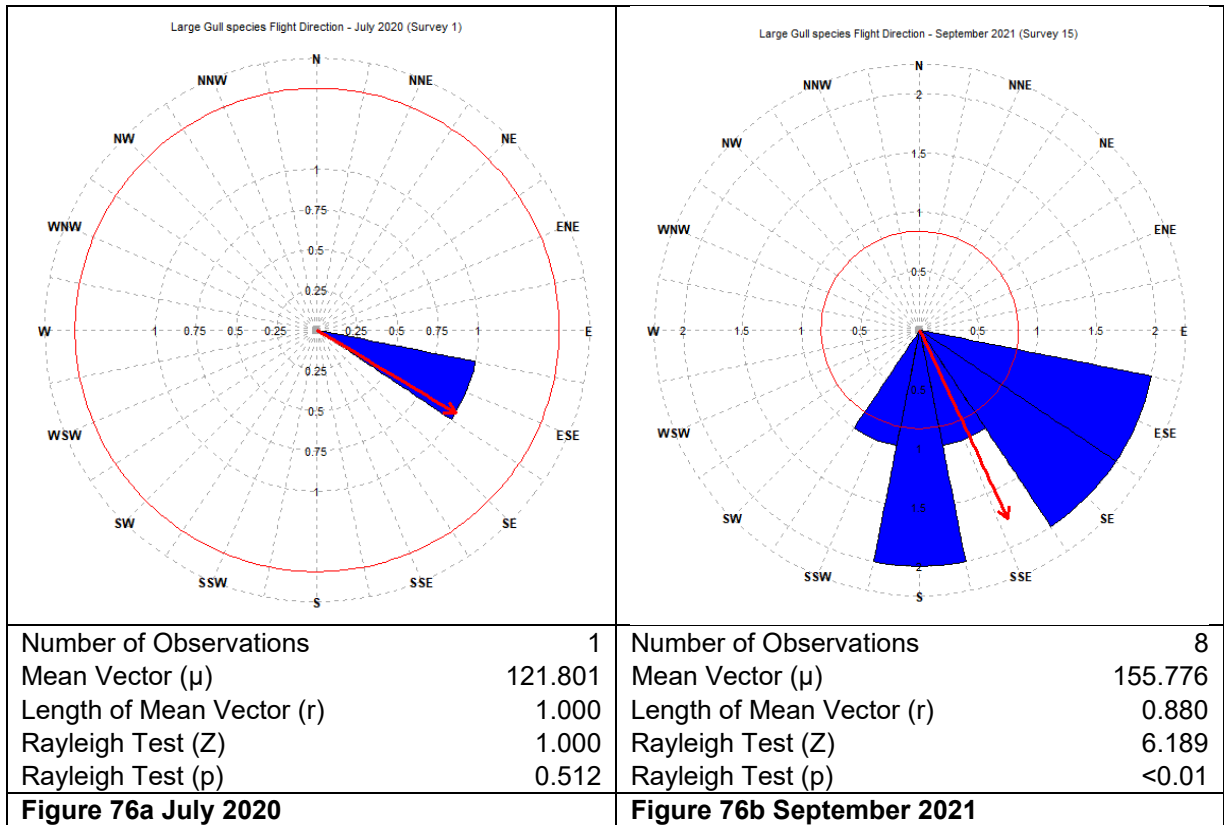 Large Gull species Flight Direction - July 2020 (Survey 1)
N
NNW
NNE
NW
NE
WNW
ENE
W
E
WSW
ESE
SW
SE
SSW
SSE
S
1
0.75
0.5
0.25
1
0.75
0.5
0.25
0.25
0.5
0.75
1
0.25
0.5
0.75
1
Large Gull species Flight Direction - September 2021 (Survey 15)
N
NNW
NNE
NW
NE
WNW
ENE
W
E
WSW
ESE
SW
SE
SSW
SSE
S
2
1.5
1
0.5
2
1.5
1
0.5
0.5
1
1.5
2
0.5
1
1.5
2
Number of Observations 1
Mean Vector (µ) 121.801
Length of Mean Vector (r) 1.000
Rayleigh Test (Z) 1.000
Rayleigh Test (p) 0.512
Figure 76a July 2020
Number of Observations 8
Mean Vector (µ) 155.776
Length of Mean Vector (r) 0.880
Rayleigh Test (Z) 6.189
Rayleigh Test (p) <0.01
Figure 76b September 2021